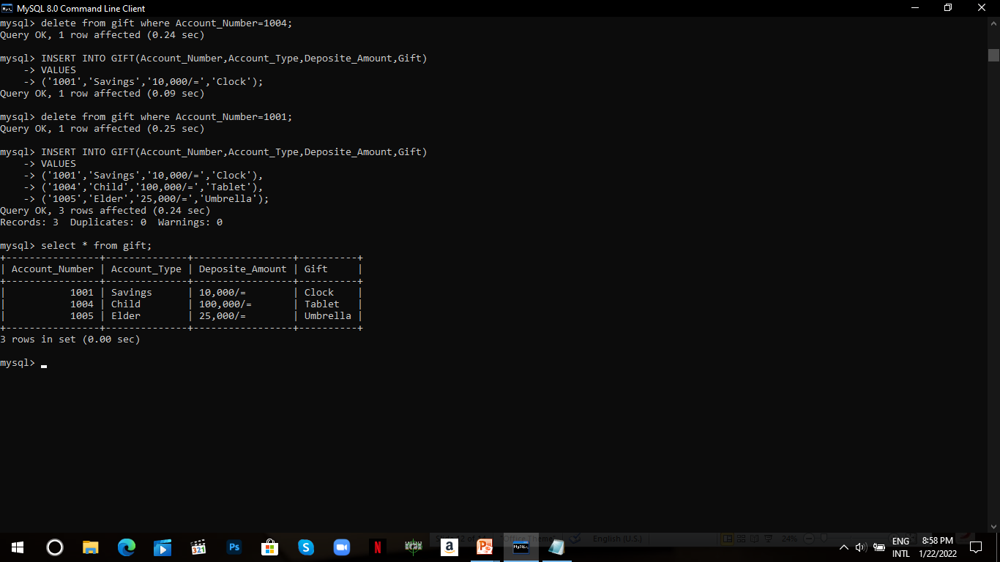 MySQL 8.0 Command Line Client
mysql> delete from gift where Account_Number=1004;
Query OK, 1 row affected (0.24 sec)
mysql> INSERT INTO GIFT(Account_Number,Account_Type,Deposite_Amount,Gift)
    -> VALUES
    -> ('1001','Savings','10,000/=','Clock');
Query OK, 1 row affected (0.09 sec)
mysql> delete from gift where Account_Number=1001;
Query OK, 1 row affected (0.25 sec)
mysql> INSERT INTO GIFT(Account_Number,Account_Type,Deposite_Amount,Gift)
    -> VALUES
    -> ('1001','Savings','10,000/=','Clock'),
    -> ('1004','Child','100,000/=','Tablet'),
    -> ('1005','Elder','25,000/=','Umbrella');
Query OK, 3 rows affected (0.24 sec)
Records: 3  Duplicates: 0  Warnings: 0
mysql> select * from gift;
+----------------+--------------+-----------------+----------+
| Account_Number | Account_Type | Deposite_Amount | Gift     |
+----------------+--------------+-----------------+----------+
|           1001 | Savings      | 10,000/=        | Clock    |
|           1004 | Child        | 100,000/=       | Tablet   |
|           1005 | Elder        | 25,000/=        | Umbrella |
+----------------+--------------+-----------------+----------+
3 rows in set (0.00 sec)
mysql>
321 Ps S N a P MySQL
"Office Theme" English (U.S.) 24%
ENG 8:58 PM
INTL 1/22/2022